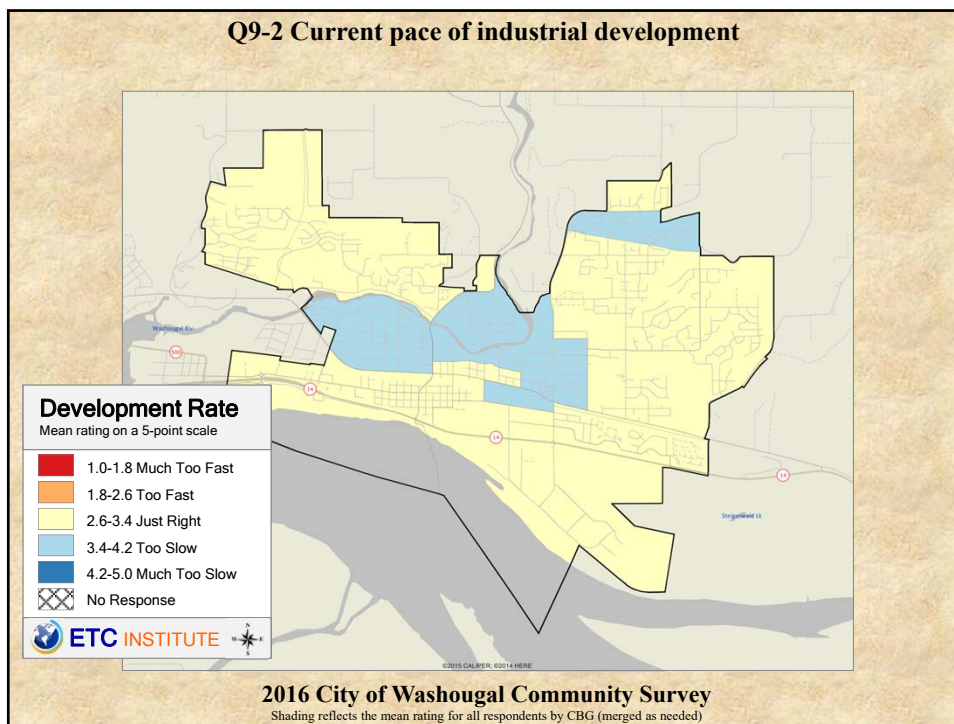 Q9-2 Current pace of industrial development
Washougal Riv
500
14
14
14
Steigerwald Lk
Development Rate
Mean rating on a 5-point scale
1.0-1.8 Much Too Fast
1.8-2.6 Too Fast
2.6-3.4 Just Right
3.4-4.2 Too Slow
4.2-5.0 Much Too Slow
No Response
ETC INSTITUTE
N
W E
S
©2015 CALIPER; ©2014 HERE
2016 City of Washougal Community Survey
Shading reflects the mean rating for all respondents by CBG (merged as needed)